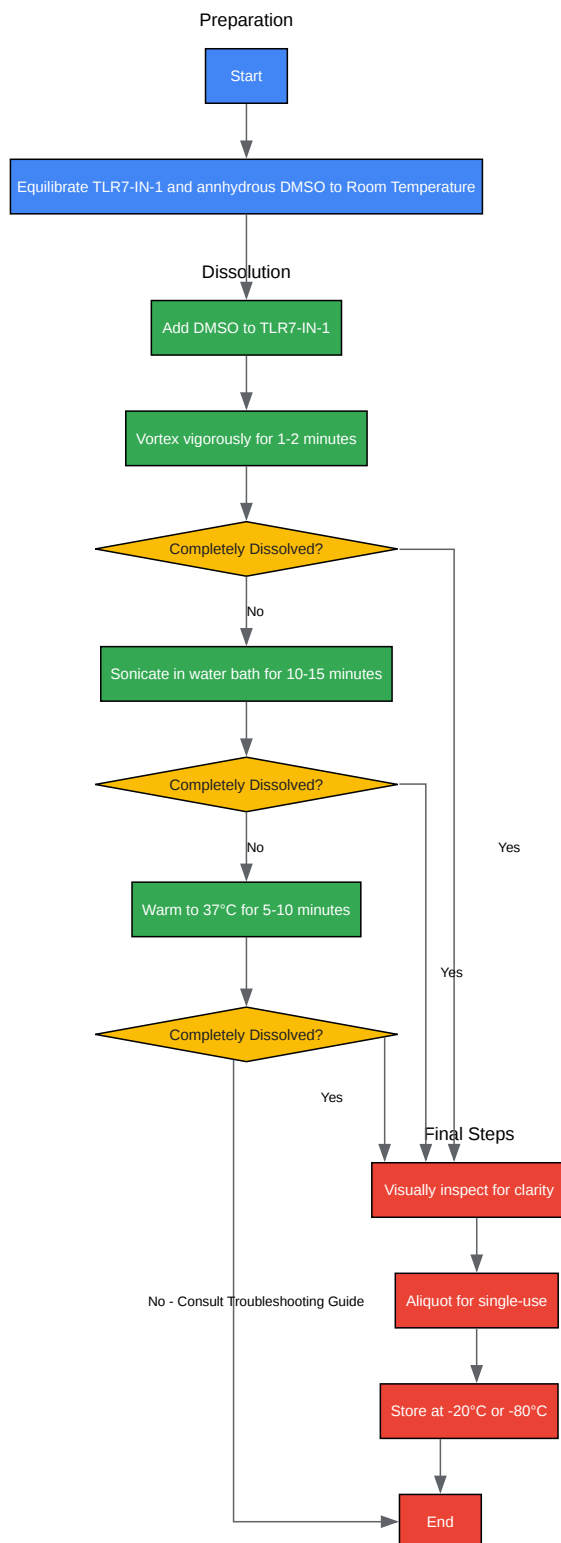 Preparation
Start
Equilibrate TLR7-IN-1 and annhydrous DMSO to Room Temperature
Dissolution
Add DMSO to TLR7-IN-1
Vortex vigorously for 1-2 minutes
Completely Dissolved?
No
Sonicate in water bath for 10-15 minutes
Completely Dissolved?
No
Yes
Warm to 37°C for 5-10 minutes
Yes
Completely Dissolved?
Yes
Final Steps
Visually inspect for clarity
No - Consult Troubleshooting Guide
Aliquot for single-use
Store at -20°C or -80°C
End